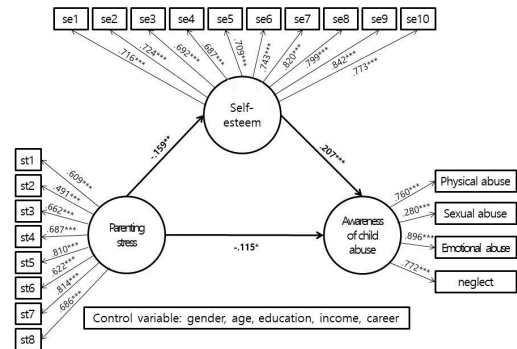 se1 se2 se3 se4 se5 se6 se7 se8 se9 se10
.716*** .724*** .692*** .687*** .709*** .743*** .820*** .799*** .842*** .773***
Self-
esteem
-.159**
.207***
st1
st2
st3
st4
st5
st6
st7
st8
.609***
.491***
.662***
.687***
.810***
.622***
.814***
.686***
Parenting
stress
-.115*
Awareness
of child
abuse
.760***
.280***
.896***
.772***
Physical abuse
Sexual abuse
Emotional abuse
neglect
Control variable: gender, age, education, income, career